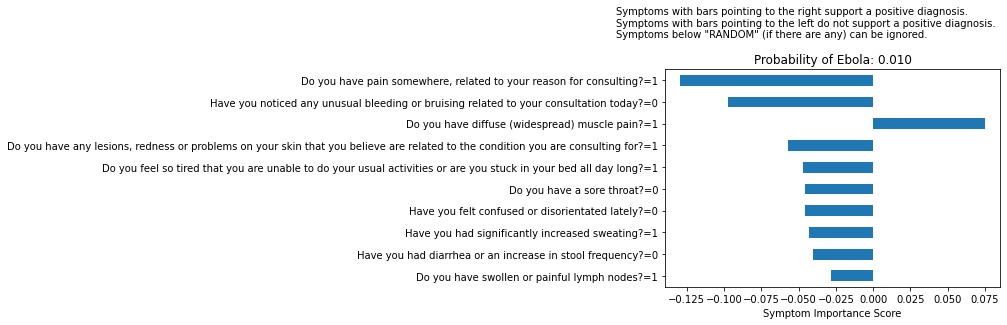 Symptoms with bars pointing to the right support a positive diagnosis.
Symptoms with bars pointing to the left do not support a positive diagnosis.
Symptoms below "RANDOM" (if there are any) can be ignored.
Probability of Ebola: 0.010
Do you have pain somewhere, related to your reason for consulting?=1
Have you noticed any unusual bleeding or bruising related to your consultation today?=0
Do you have diffuse (widespread) muscle pain?=1
Do you have any lesions, redness or problems on your skin that you believe are related to the condition you are consulting for?=1
Do you feel so tired that you are unable to do your usual activities or are you stuck in your bed all day long?=1
Do you have a sore throat?=0
Have you felt confused or disorientated lately?=0
Have you had significantly increased sweating?=1
Have you had diarrhea or an increase in stool frequency?=0
Do you have swollen or painful lymph nodes?=1
−0.125 −0.100 −0.075 −0.050 −0.025 0.000 0.025 0.050 0.075
Symptom Importance Score